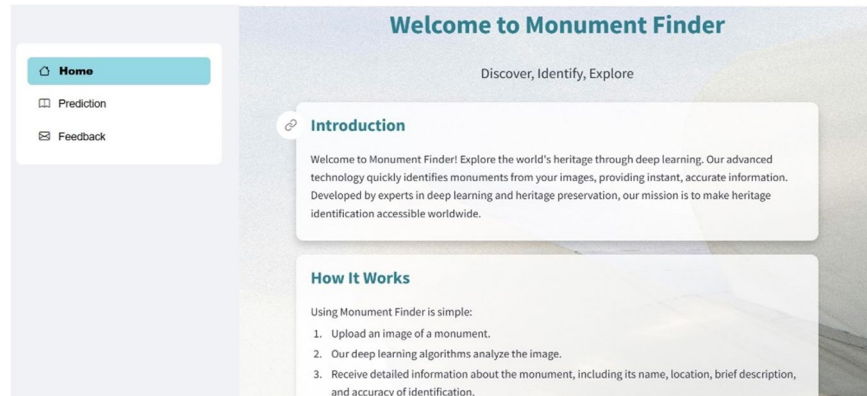 Welcome to Monument Finder
Discover, Identify, Explore
Home
Prediction
Feedback
Introduction
Welcome to Monument Finder! Explore the world's heritage through deep learning. Our advanced
technology quickly identifies monuments from your images, providing instant, accurate information.
Developed by experts in deep learning and heritage preservation, our mission is to make heritage
identification accessible worldwide.
How It Works
Using Monument Finder is simple:
1. Upload an image of a monument.
2. Our deep learning algorithms analyze the image.
3. Receive detailed information about the monument, including its name, location, brief description,
and accuracy of identification.